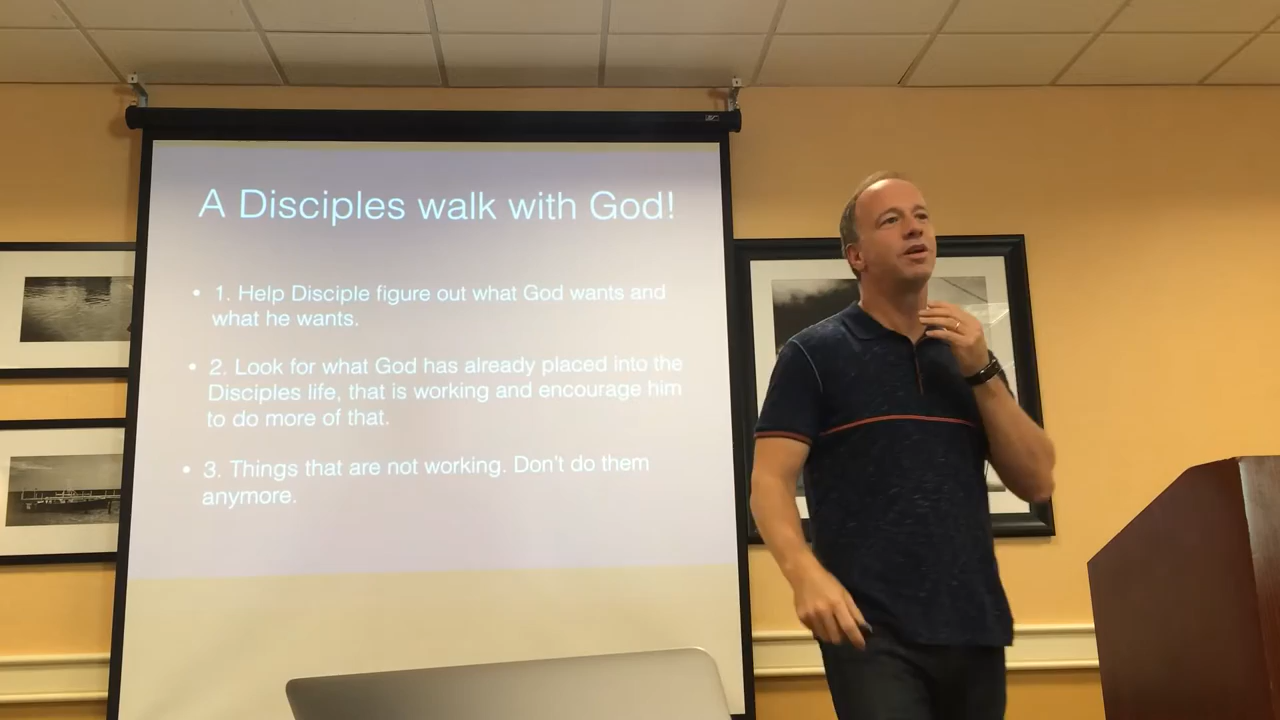 A Disciples walk with God!
• 1. Help Disciple figure out what God wants and
what he wants.
• 2. Look for what God has already placed into the
Disciples life, that is working and encourage him
to do more of that.
• 3. Things that are not working. Don't do them
anymore.